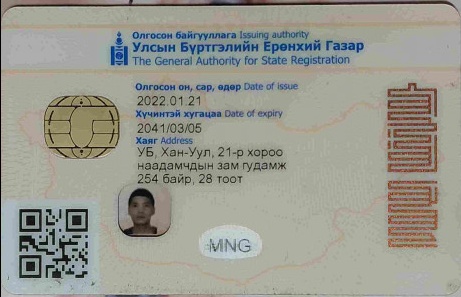 Олгосон байгууллага Issuing authority
Улсын Бүртгэлийн Ерөнхий Газар
The General Authority for State Registration
Олгосон он, сар, өдөр Date of issue
2022.01.21
Хүчинтэй хугацаа Date of expiry
2041/03/05
Хаяг Address
УБ, Хан-Уул, 21-р хороо
наадамчдын зам гудамж
254 байр, 28 тоот
MNG